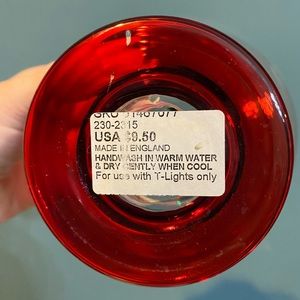 SKU
230-2315
USA $0.50
MADE IN ENGLAND
HANDWASH IN WARM WATER
& DRY GENTLY WHEN COOL
For use with T-Lights only